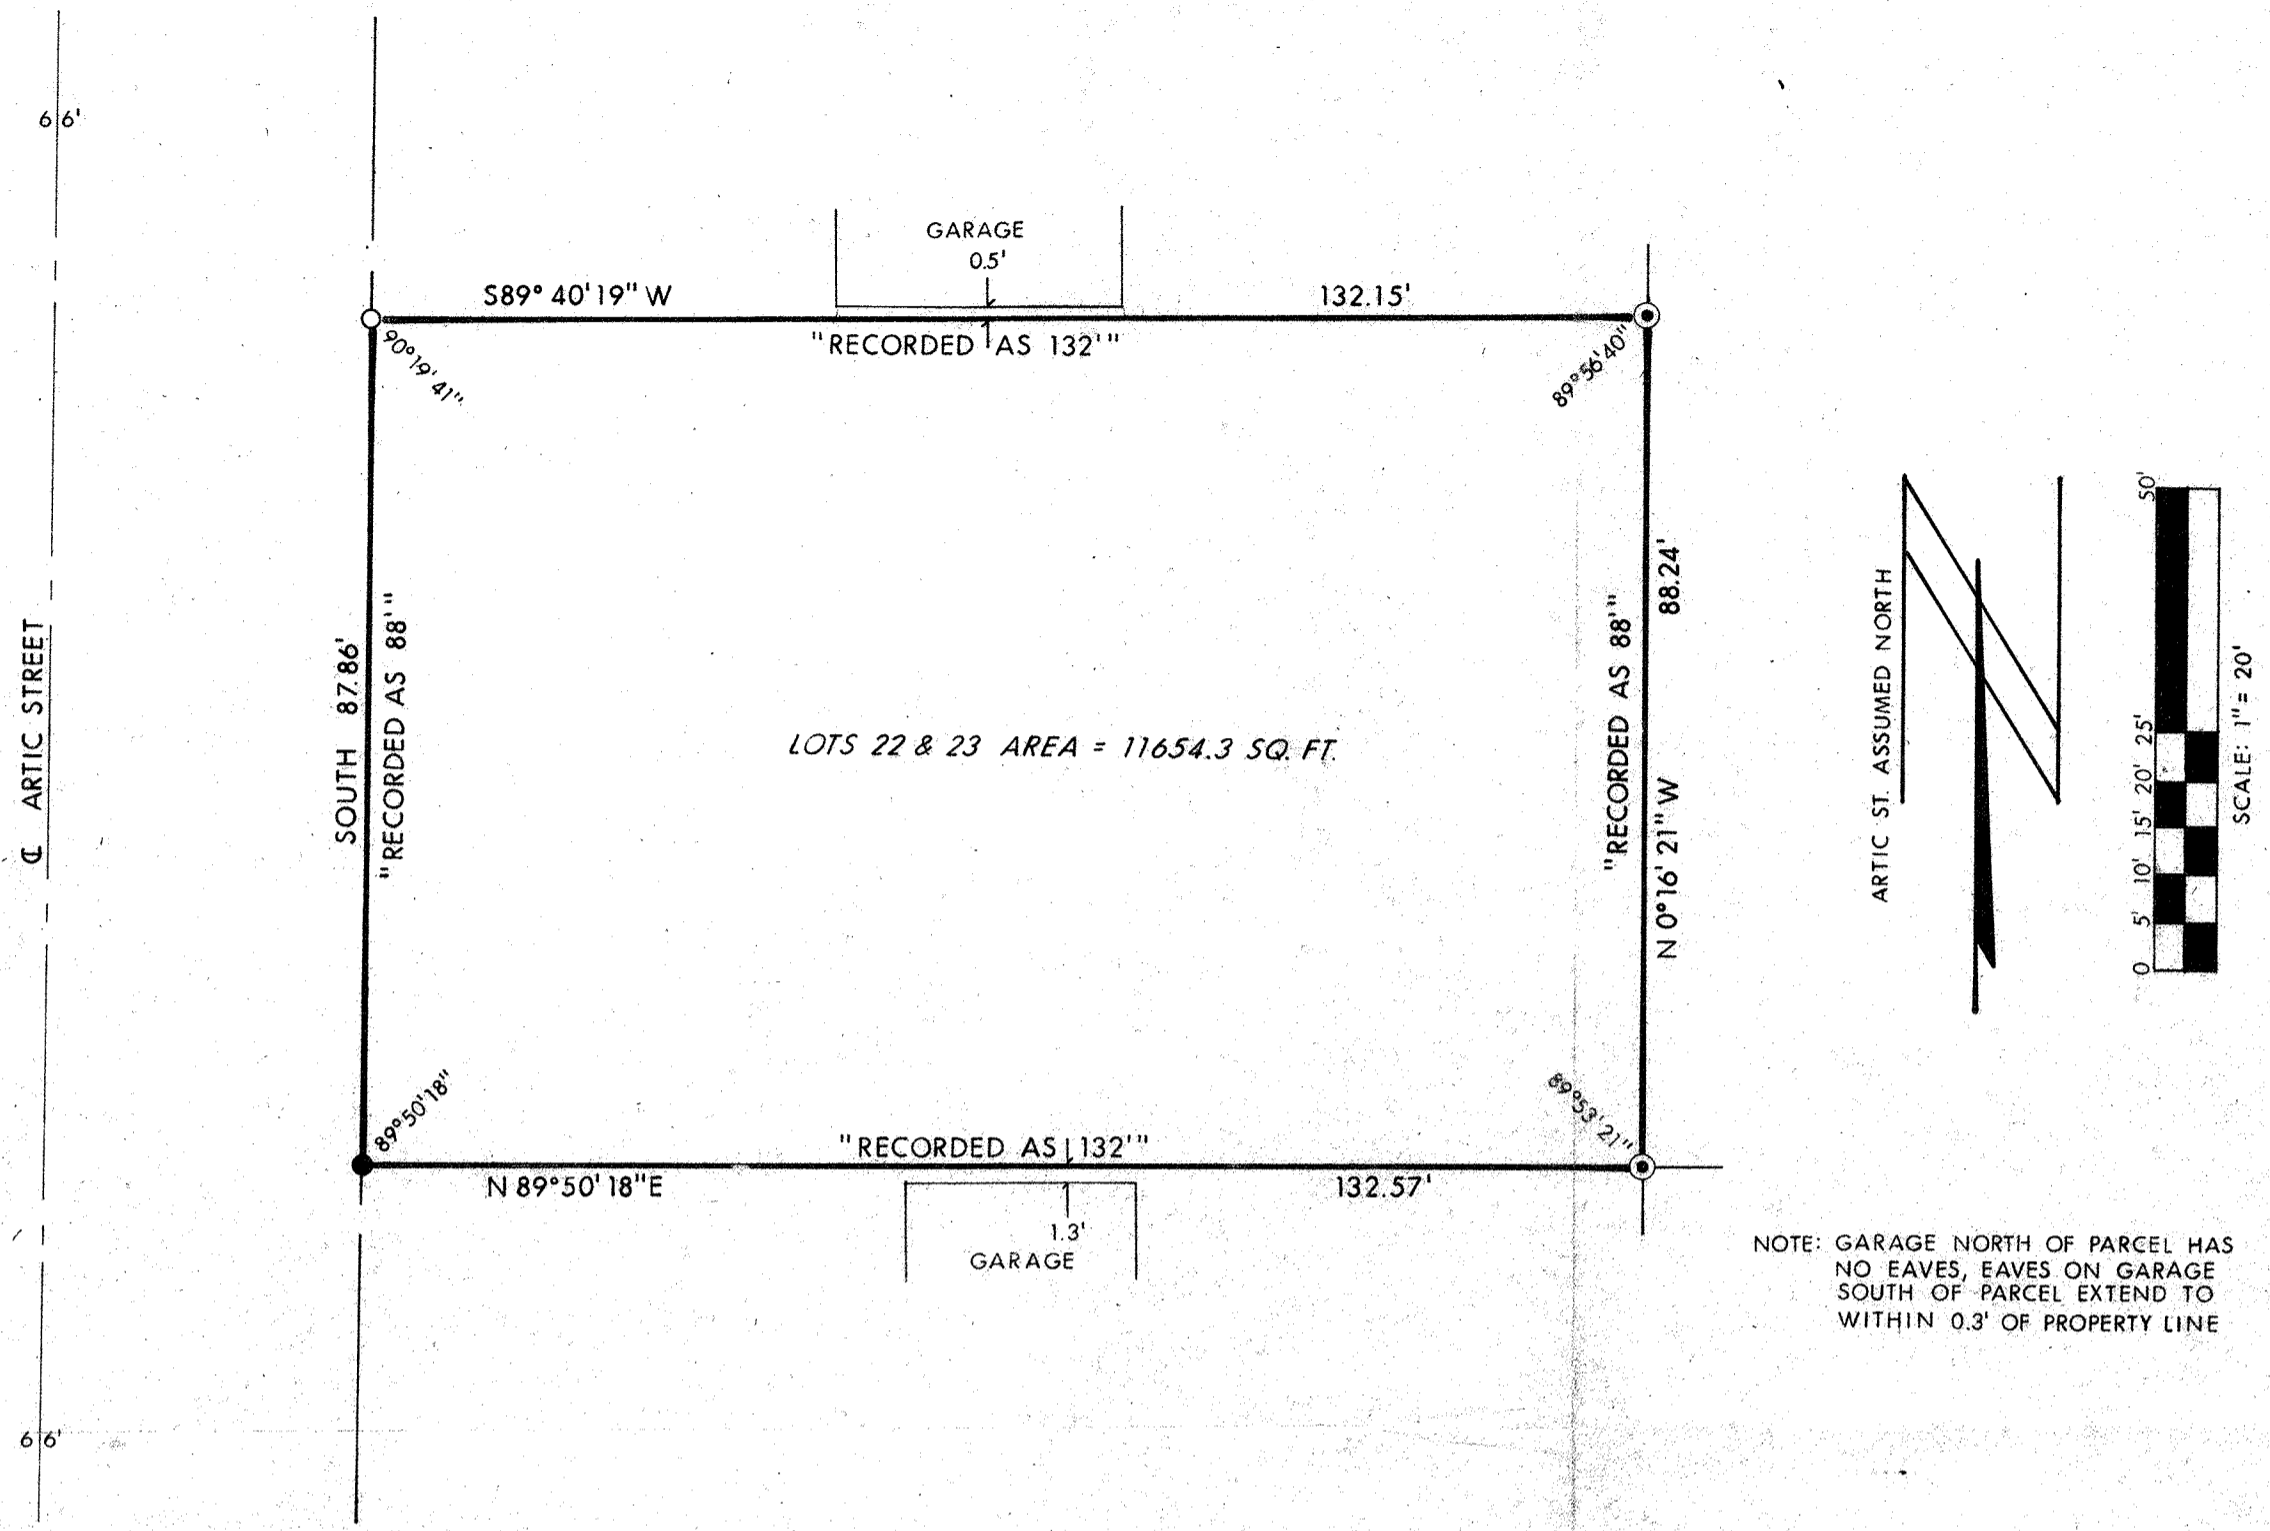 66'
GARAGE
0.5'
S89° 40' 19" W
132.15'
"RECORDED AS 132'"
90°19'41"
89°56'40"
℄ ARTIC STREET
SOUTH 87.86'
"RECORDED AS 88'"
LOTS 22 & 23 AREA = 11654.3 SQ. FT.
"RECORDED AS 88'"
N 0°16' 21" W 88.24'
ARTIC ST. ASSUMED NORTH
N
0 5' 10' 15' 20' 25' 50'
SCALE: 1" = 20'
89°50'18"
89°53'21"
"RECORDED AS 132'"
N 89°50' 18"E
132.57'
1.3'
GARAGE
NOTE: GARAGE NORTH OF PARCEL HAS
NO EAVES, EAVES ON GARAGE
SOUTH OF PARCEL EXTEND TO
WITHIN 0.3' OF PROPERTY LINE
66'